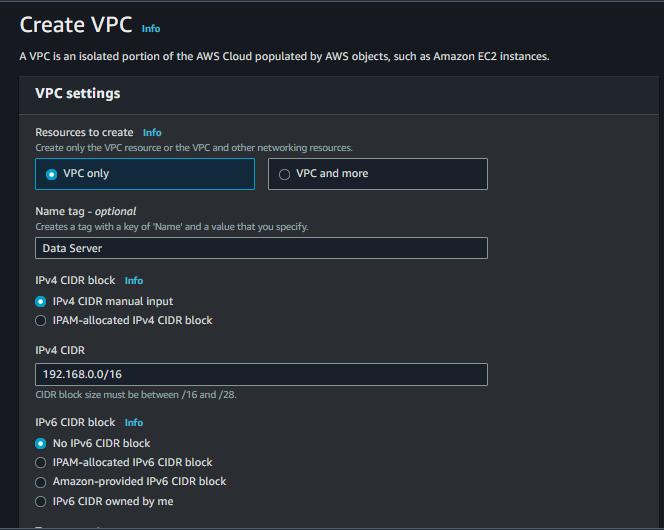 Create VPC Info
A VPC is an isolated portion of the AWS Cloud populated by AWS objects, such as Amazon EC2 instances.
VPC settings
Resources to create Info
Create only the VPC resource or the VPC and other networking resources.
VPC only
VPC and more
Name tag - optional
Creates a tag with a key of 'Name' and a value that you specify.
Data Server
IPv4 CIDR block Info
IPv4 CIDR manual input
IPAM-allocated IPv4 CIDR block
IPv4 CIDR
192.168.0.0/16
CIDR block size must be between /16 and /28.
IPv6 CIDR block Info
No IPv6 CIDR block
IPAM-allocated IPv6 CIDR block
Amazon-provided IPv6 CIDR block
IPv6 CIDR owned by me